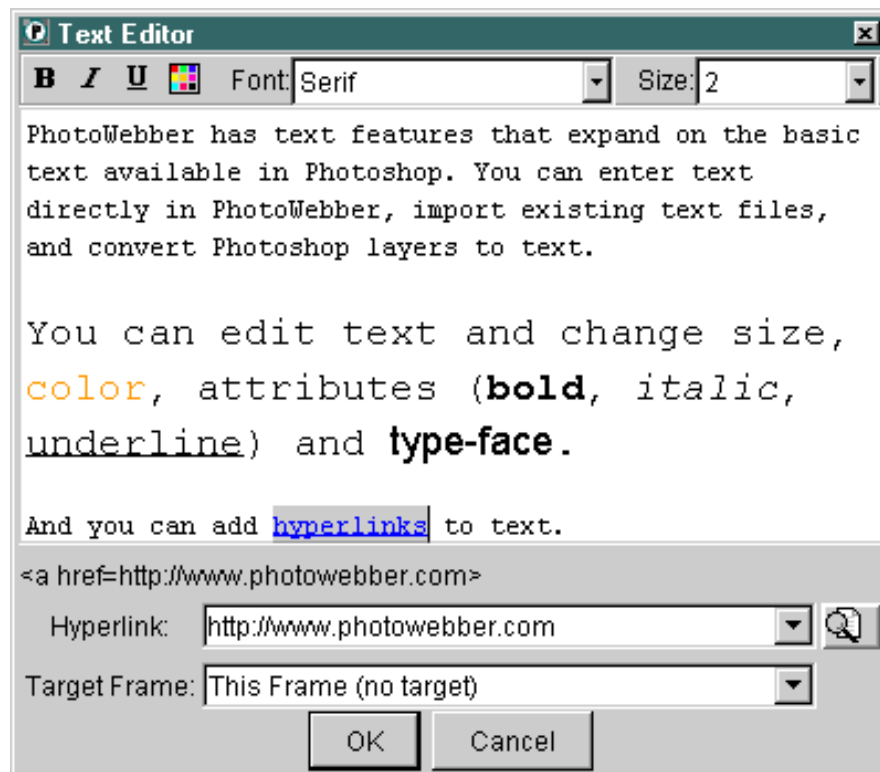 Text Editor
B I U Font: Serif Size: 2
PhotoWebber has text features that expand on the basic
text available in Photoshop. You can enter text
directly in PhotoWebber, import existing text files,
and convert Photoshop layers to text.
You can edit text and change size,
color, attributes (bold, italic,
underline) and type-face.
And you can add hyperlinks to text.
<a href=http://www.photowebber.com>
Hyperlink: http://www.photowebber.com
Target Frame: This Frame (no target)
OK Cancel